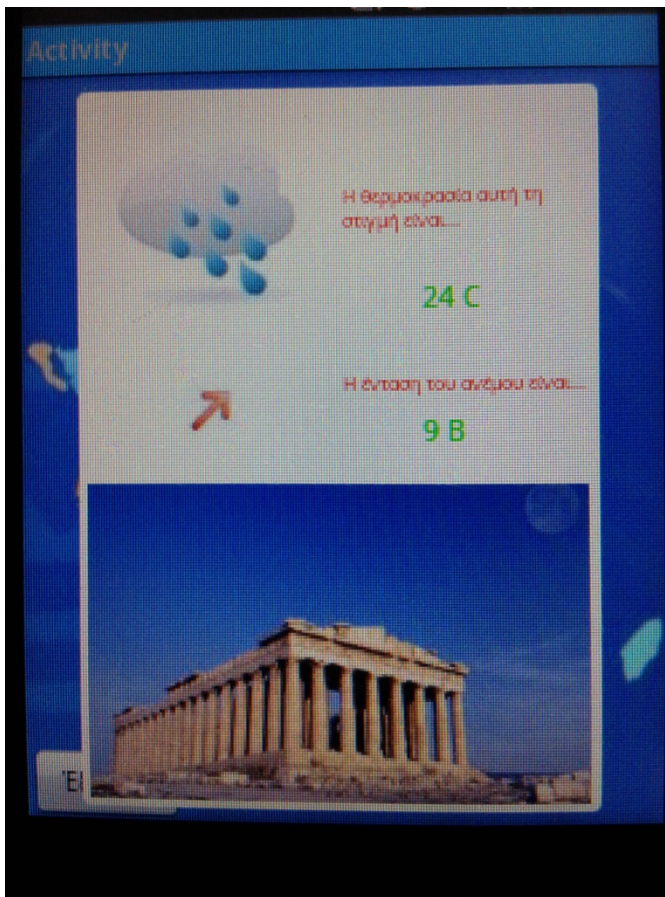 Activity
Η θερμοκρασία αυτή τη
στιγμή είναι....
24 C
Η ένταση του ανέμου είναι....
9 B